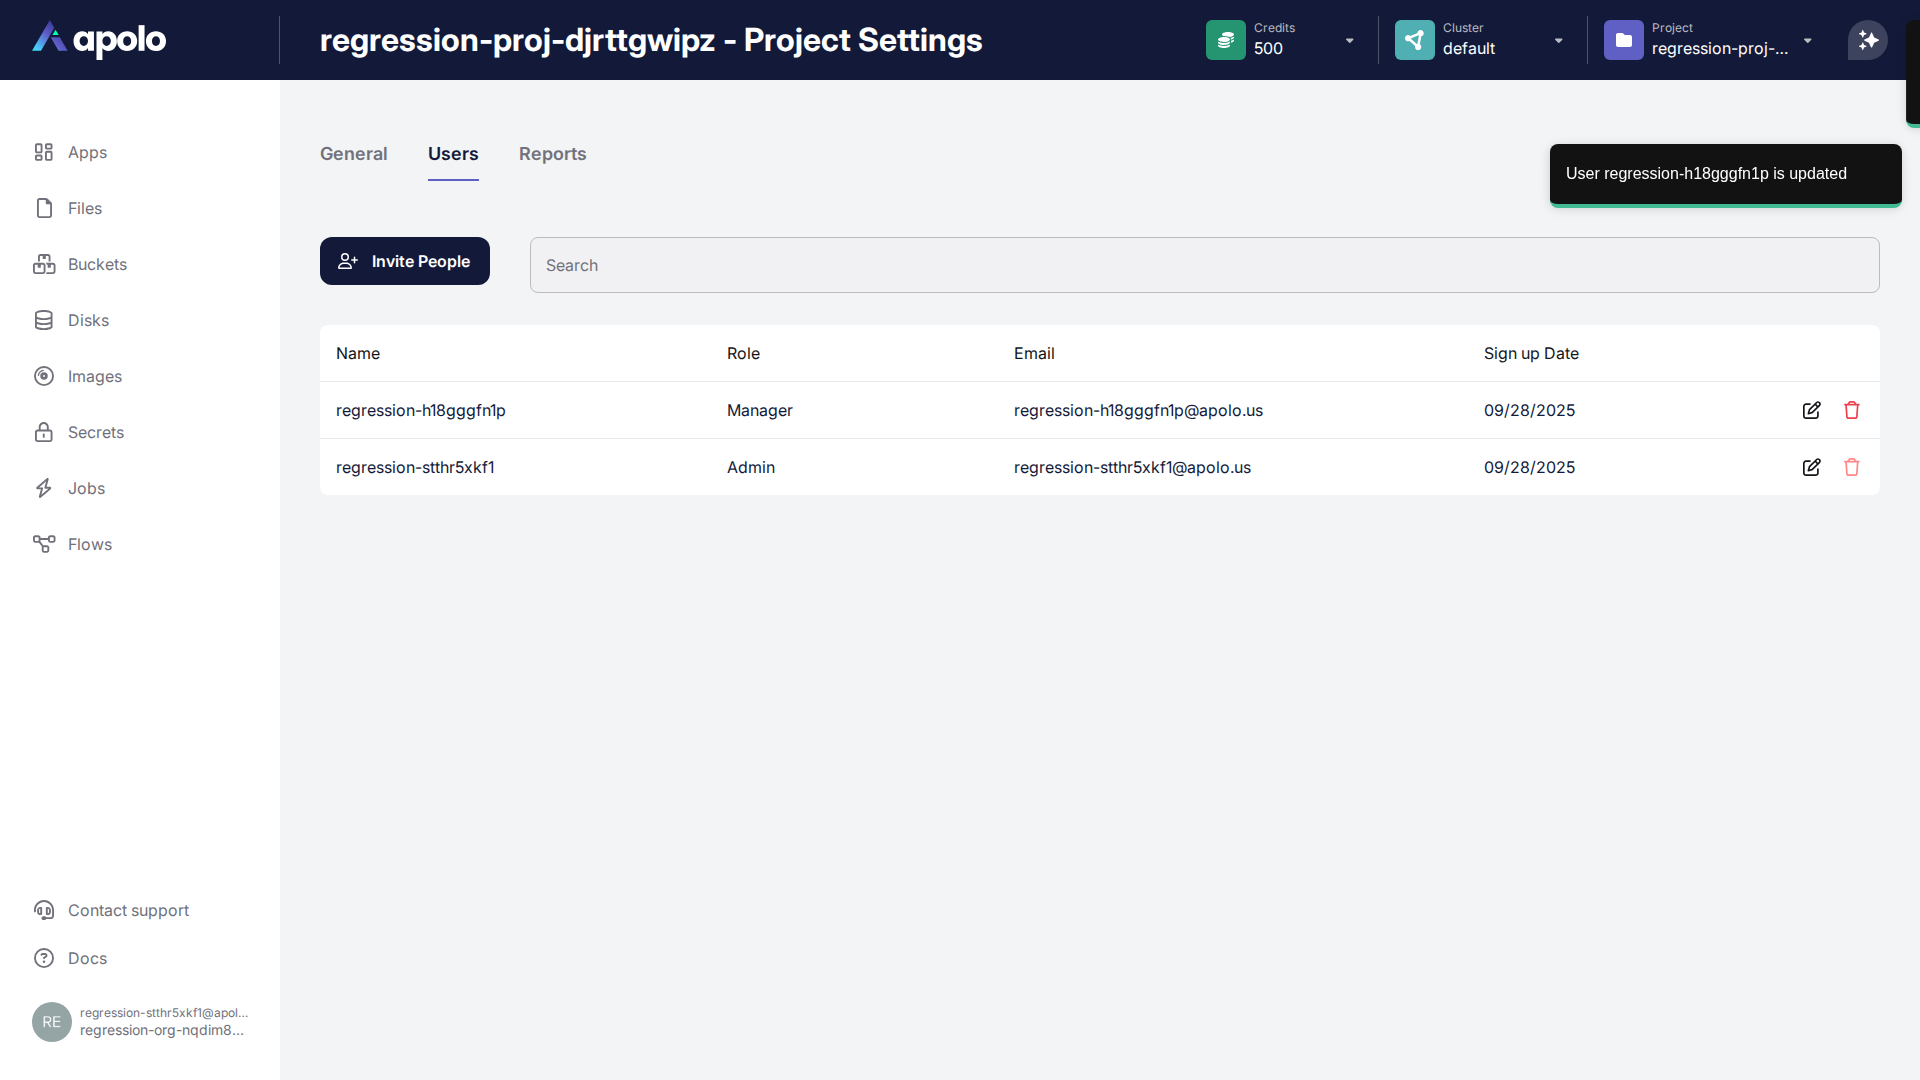 apolo
regression-proj-djrttgwipz - Project Settings
Credits
500
Cluster
default
Project
regression-proj-...
Apps
Files
Buckets
Disks
Images
Secrets
Jobs
Flows
General
Users
Reports
User regression-h18gggfn1p is updated
Invite People
Search
Name Role Email Sign up Date
regression-h18gggfn1p Manager regression-h18gggfn1p@apolo.us 09/28/2025
regression-stthr5xkf1 Admin regression-stthr5xkf1@apolo.us 09/28/2025
Contact support
Docs
RE
regression-stthr5xkf1@apol...
regression-org-nqdim8...